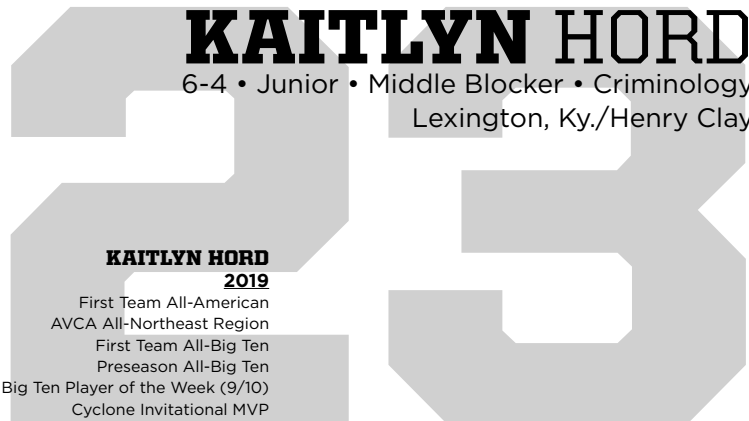 23
KAITLYN HORD
6-4 • Junior • Middle Blocker • Criminology
Lexington, Ky./Henry Clay
KAITLYN HORD
2019
First Team All-American
AVCA All-Northeast Region
First Team All-Big Ten
Preseason All-Big Ten
Big Ten Player of the Week (9/10)
Cyclone Invitational MVP